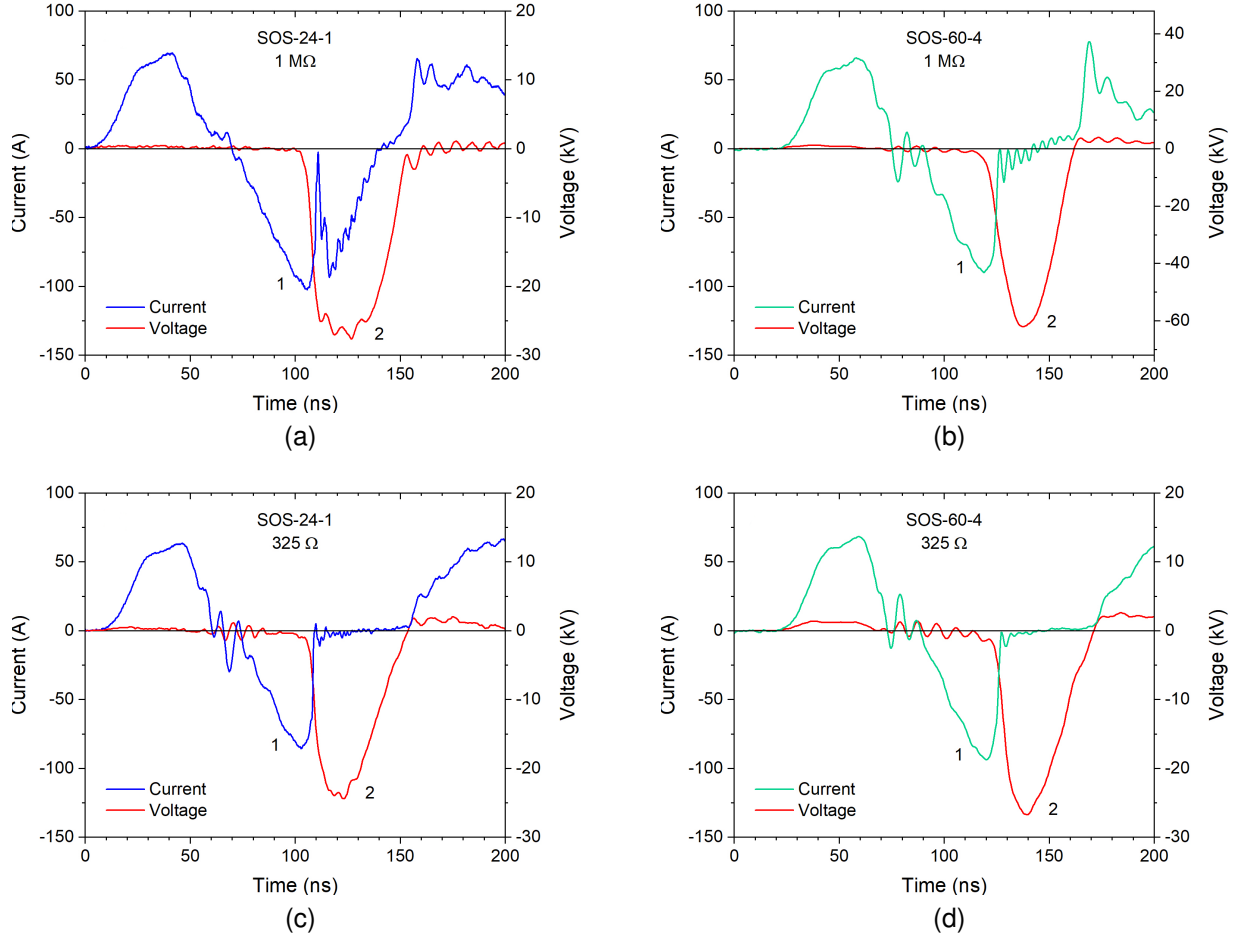 SOS-24-1
1 MΩ
100
50
0
-50
-100
-150
Current (A)
20
10
0
-10
-20
-30
Voltage (kV)
1
2
Current
Voltage
0 50 100 150 200
Time (ns)
(a)
SOS-60-4
1 MΩ
100
50
0
-50
-100
-150
Current (A)
40
20
0
-20
-40
-60
Voltage (kV)
1
2
Current
Voltage
0 50 100 150 200
Time (ns)
(b)
SOS-24-1
325 Ω
100
50
0
-50
-100
-150
Current (A)
20
10
0
-10
-20
-30
Voltage (kV)
1
2
Current
Voltage
0 50 100 150 200
Time (ns)
(c)
SOS-60-4
325 Ω
100
50
0
-50
-100
-150
Current (A)
20
10
0
-10
-20
-30
Voltage (kV)
1
2
Current
Voltage
0 50 100 150 200
Time (ns)
(d)